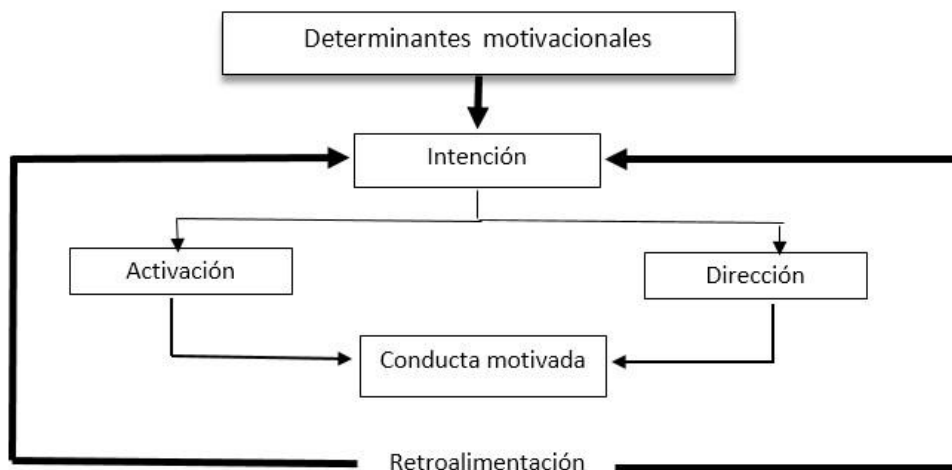 Determinantes motivacionales
Intención
Activación
Dirección
Conducta motivada
Retroalimentación